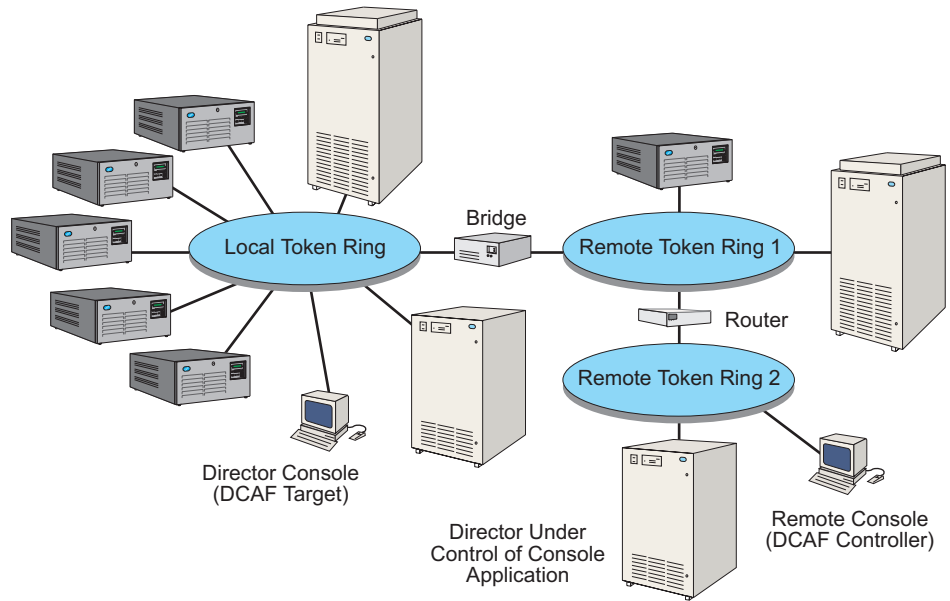 Bridge
Local Token Ring
Remote Token Ring 1
Router
Remote Token Ring 2
Director Console
(DCAF Target)
Director Under
Control of Console
Application
Remote Console
(DCAF Controller)